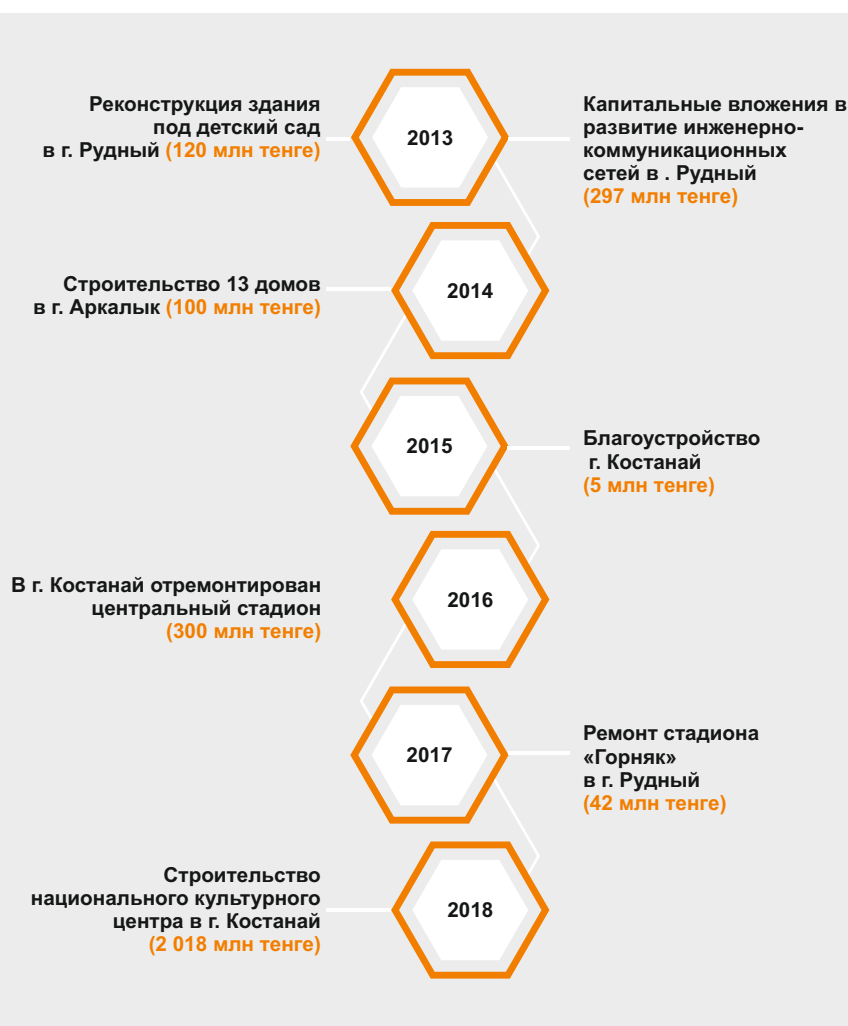 Реконструкция здания
под детский сад
в г. Рудный (120 млн тенге)
2013
Капитальные вложения в
развитие инженерно-
коммуникационных
сетей в . Рудный
(297 млн тенге)
Строительство 13 домов
в г. Аркалык (100 млн тенге)
2014
2015
Благоустройство
г. Костанай
(5 млн тенге)
В г. Костанай отремонтирован
центральный стадион
(300 млн тенге)
2016
2017
Ремонт стадиона
«Горняк»
в г. Рудный
(42 млн тенге)
Строительство
национального культурного
центра в г. Костанай
(2 018 млн тенге)
2018